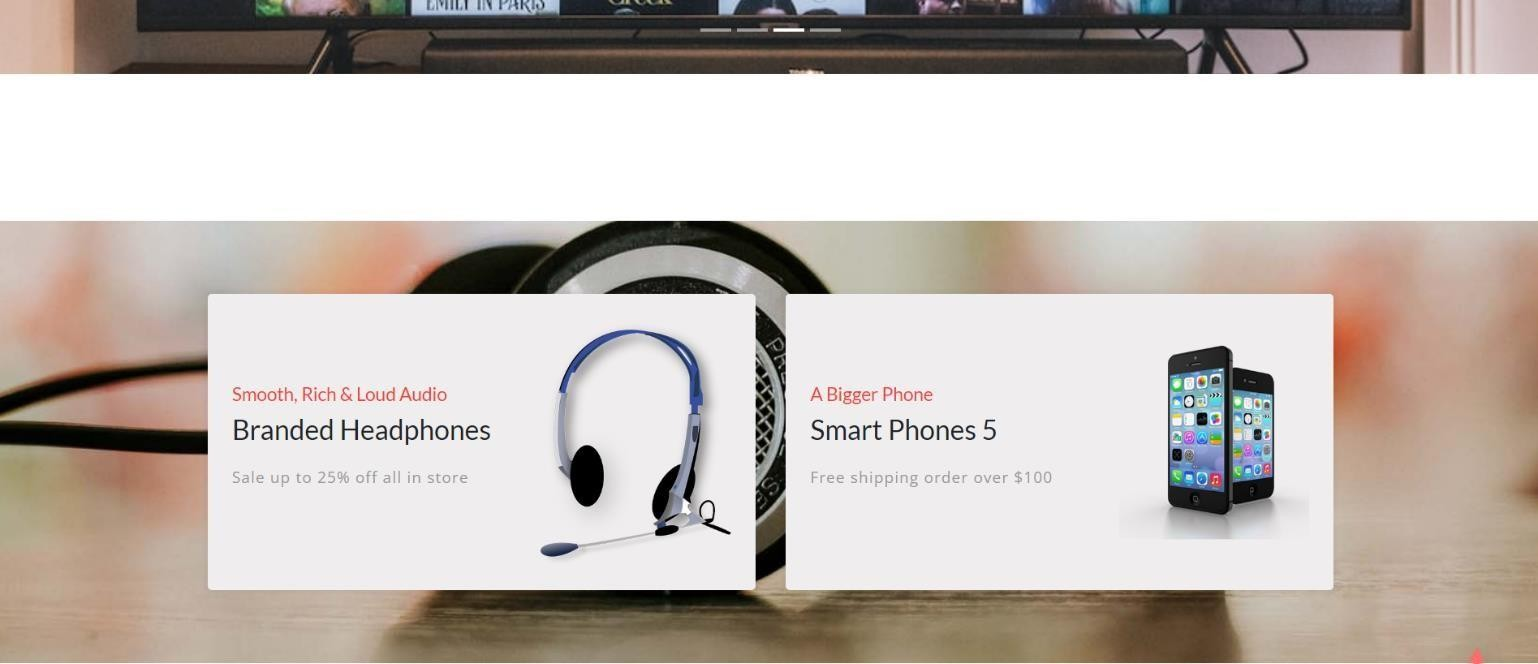 EMILY IN PARIS
Creek
Smooth, Rich & Loud Audio
Branded Headphones
Sale up to 25% off all in store
A Bigger Phone
Smart Phones 5
Free shipping order over $100